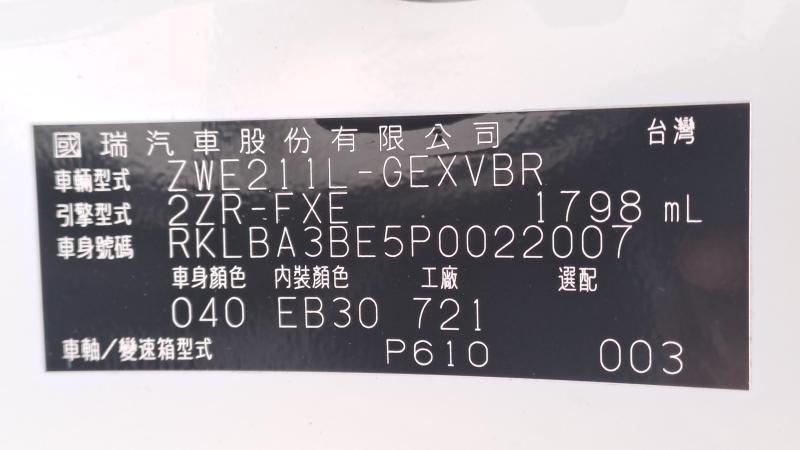 國瑞汽車股份有限公司 台灣
車輛型式 ZWE211L-GEXVBR
引擎型式 2ZR-FXE 1798 mL
車身號碼 RKLBA3BE5P0022007
車身顏色 內裝顏色 工廠 選配
040 EB30 721
車軸/變速箱型式 P610 003